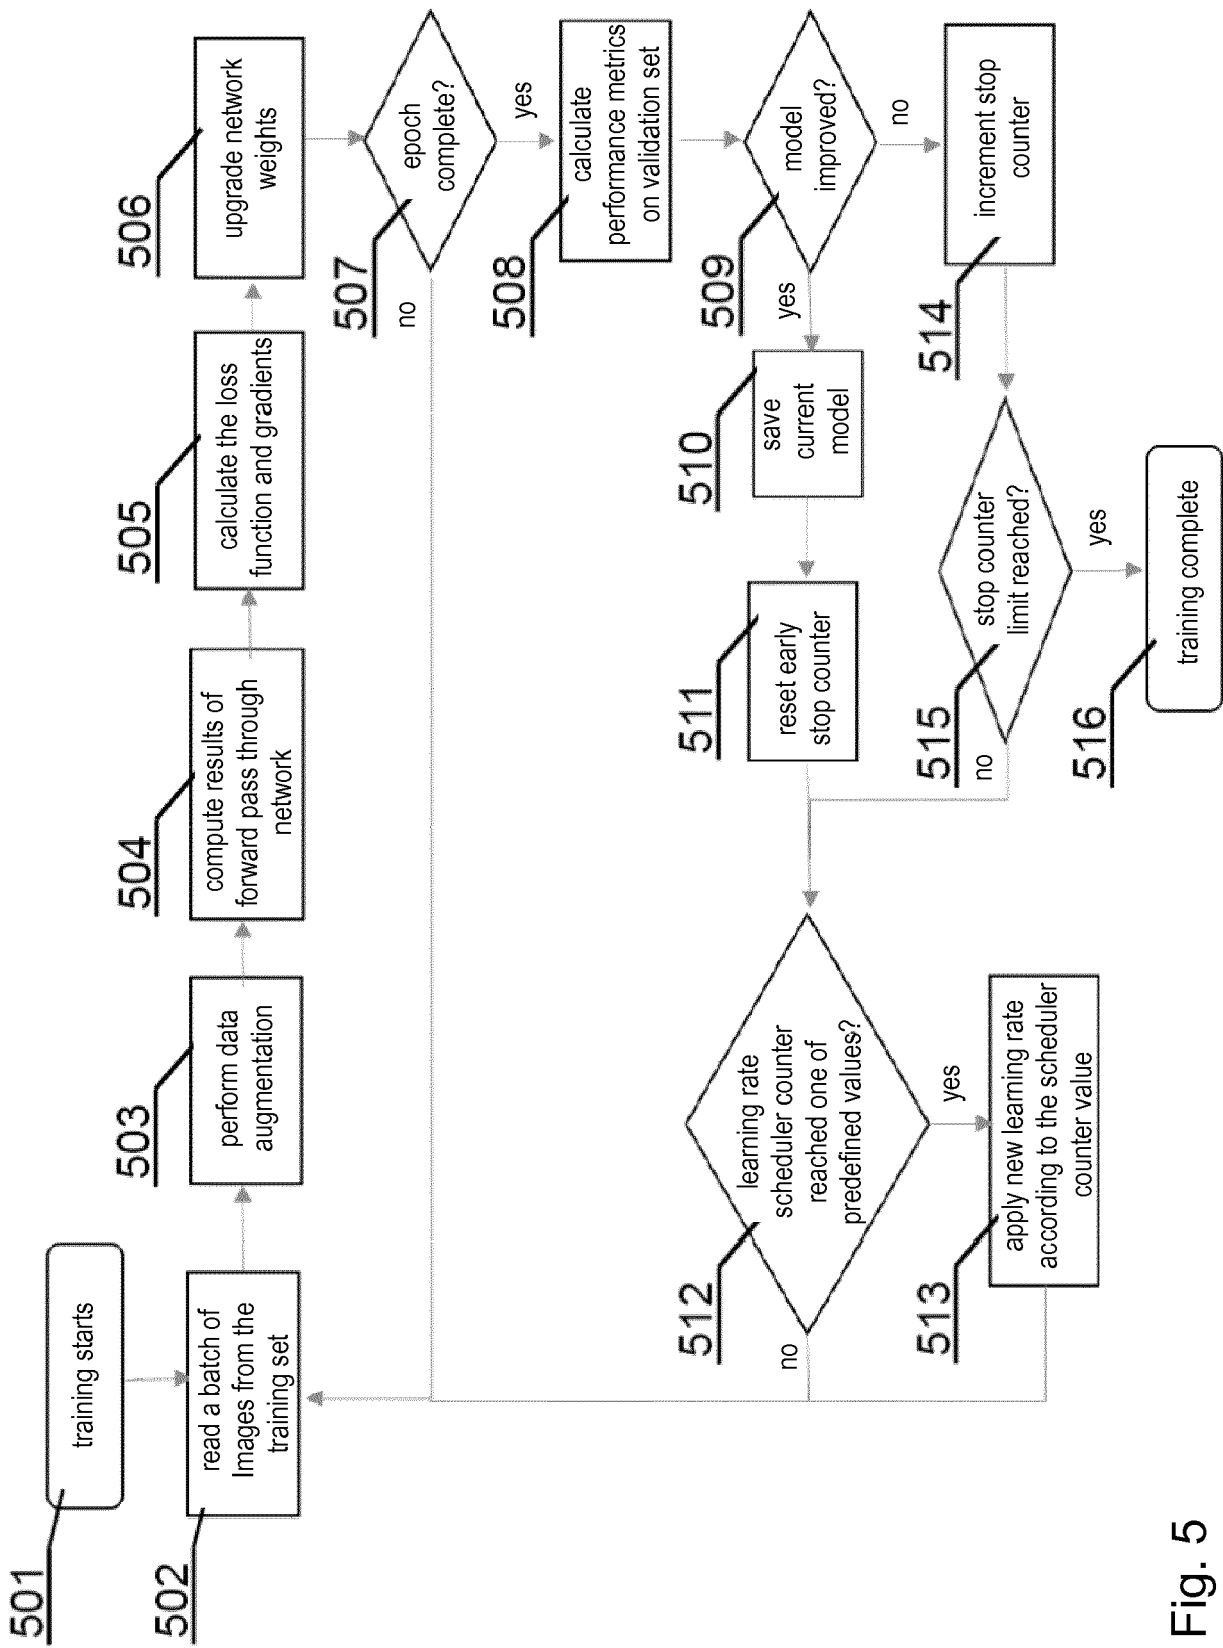 501
training starts
502
read a batch of
Images from the
training set
503
perform data
augmentation
504
compute results of
forward pass through
network
505
calculate the loss
function and gradients
506
upgrade network
weights
507
epoch
complete?
no
yes
508
calculate
performance metrics
on validation set
509
model
improved?
yes
no
510
save
current
model
511
reset early
stop counter
512
learning rate
scheduler counter
reached one of
predefined values?
no
yes
513
apply new learning rate
according to the scheduler
counter value
514
increment stop
counter
515
stop counter
limit reached?
no
yes
516
training complete
Fig. 5